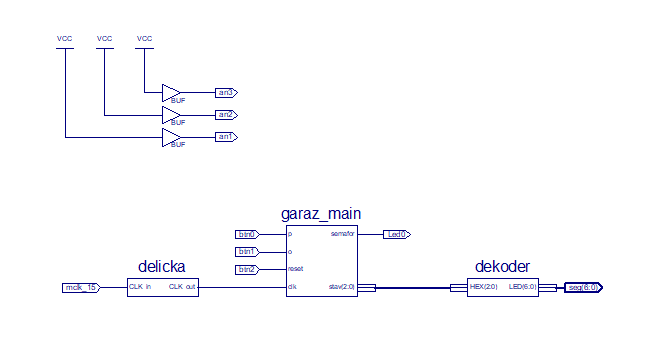 VCC VCC VCC
an3
BUF
an2
BUF
an1
BUF
garaz_main
btn0 p semafor Led0
btn1 o
delicka dekoder
btn2 reset
mclk_15 CLK in CLK out clk stav(2:0) HEX(2:0) LED(6:0) seg(6:0)